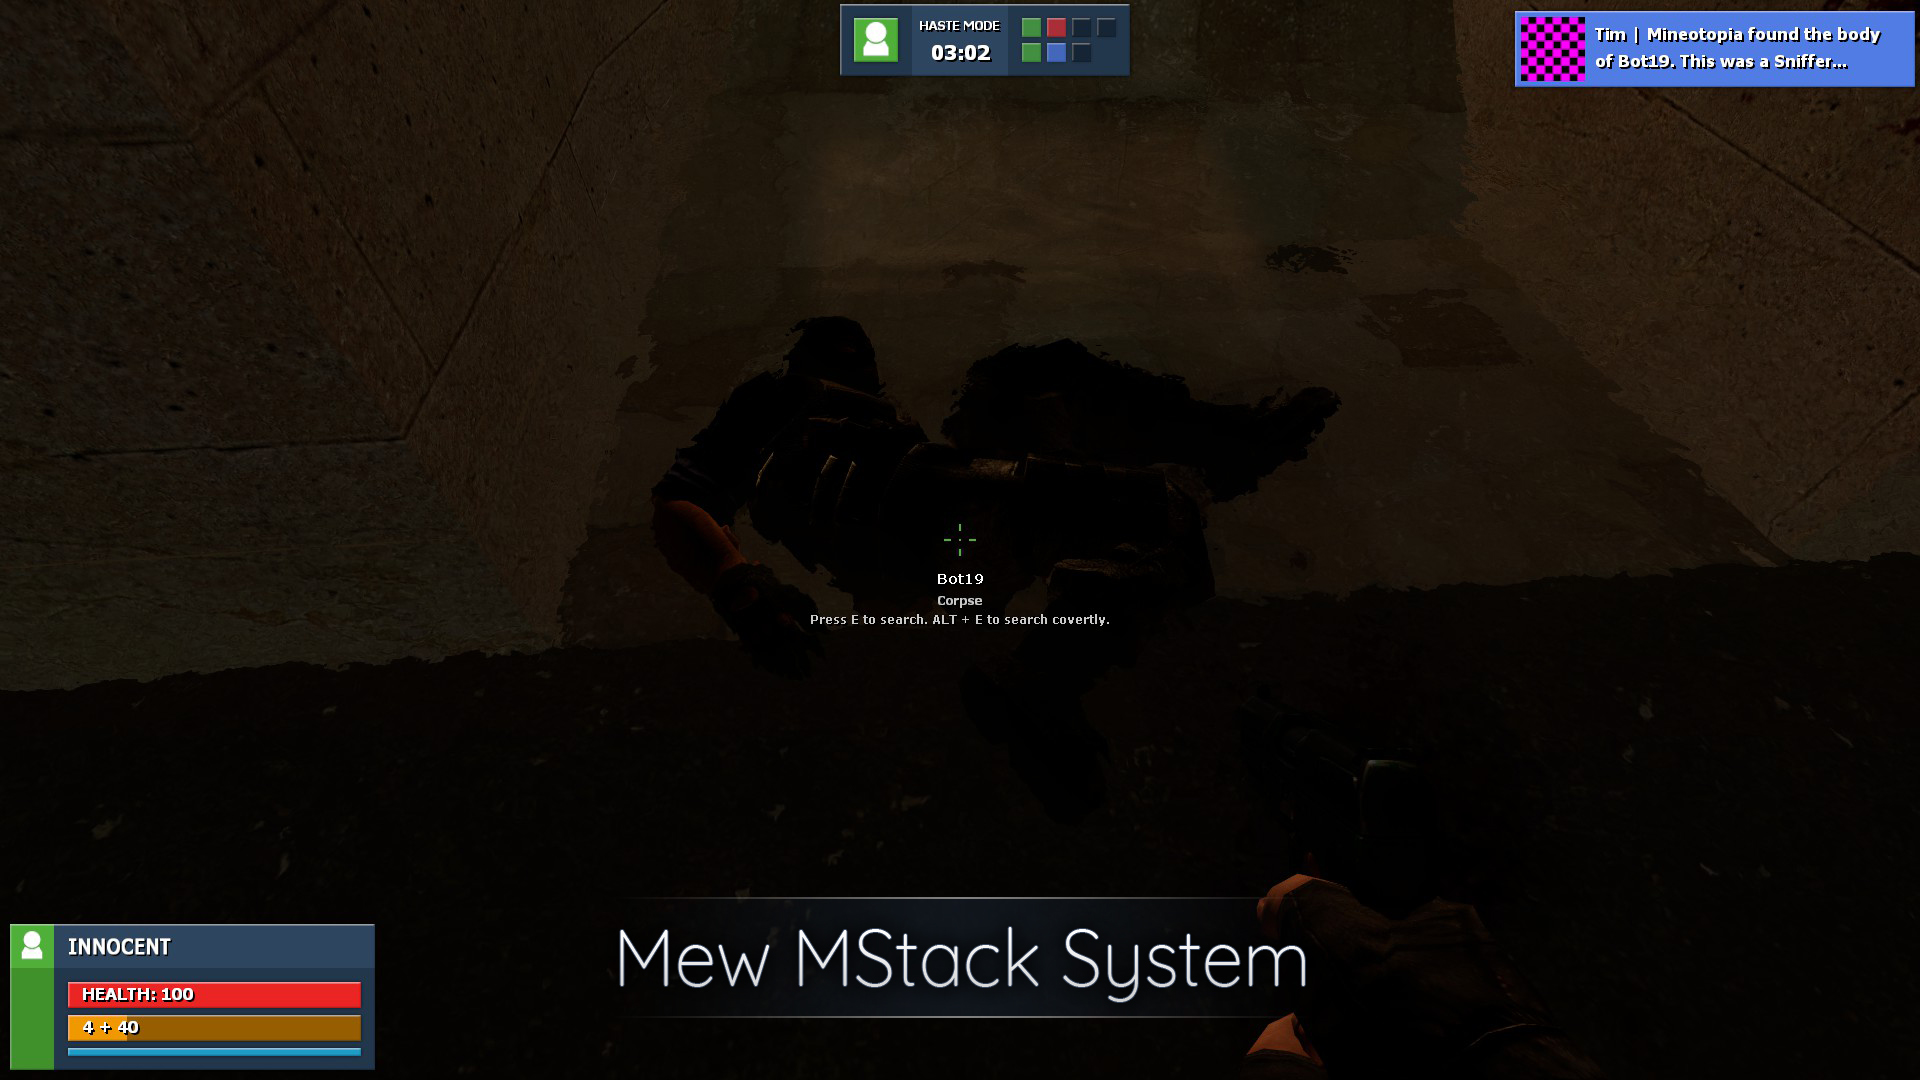 HASTE MODE
03:02
Tim | Mineotopia found the body
of Bot19. This was a Sniffer...
Bot19
Corpse
Press E to search. ALT + E to search covertly.
INNOCENT
HEALTH: 100
4 + 40
Mew MStack System